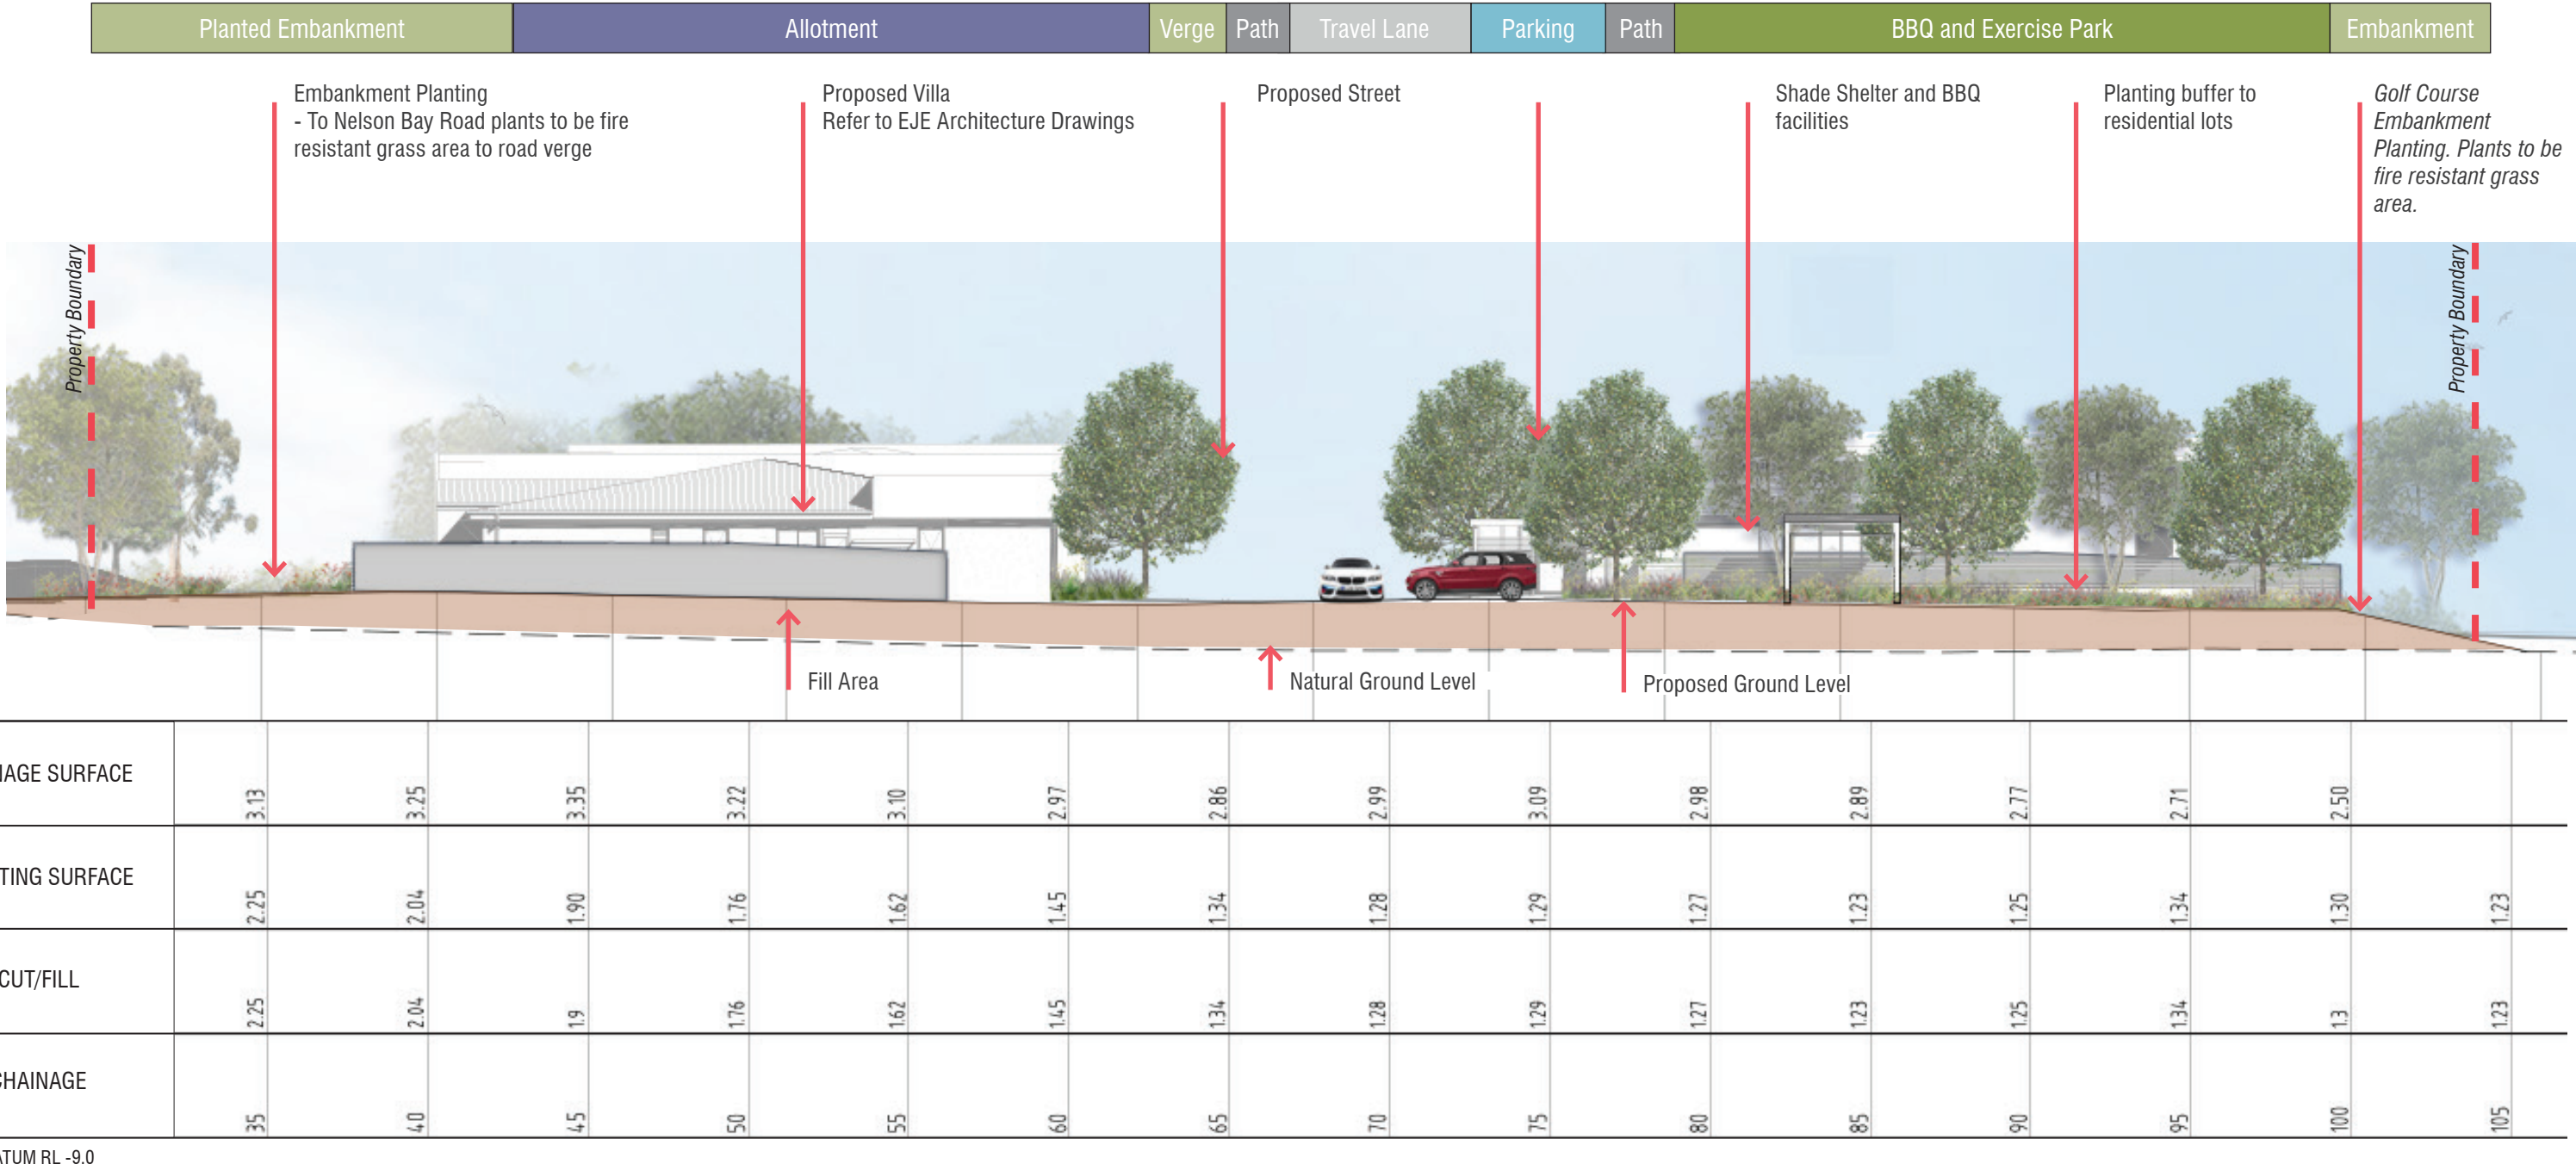 Planted Embankment
Allotment
Verge
Path
Travel Lane
Parking
Path
BBQ and Exercise Park
Embankment
Embankment Planting
- To Nelson Bay Road plants to be fire
resistant grass area to road verge
Proposed Villa
Refer to EJE Architecture Drawings
Proposed Street
Shade Shelter and BBQ
facilities
Planting buffer to
residential lots
Golf Course
Embankment
Planting. Plants to be
fire resistant grass
area.
Property Boundary
Property Boundary
Fill Area
Natural Ground Level
Proposed Ground Level
NAGE SURFACE 3.13 3.25 3.35 3.22 3.10 2.97 2.86 2.99 3.09 2.98 2.89 2.77 2.71 2.50
TING SURFACE 2.25 2.04 1.90 1.76 1.62 1.45 1.34 1.28 1.29 1.27 1.23 1.25 1.34 1.30 1.23
CUT/FILL 2.25 2.04 1.9 1.76 1.62 1.45 1.34 1.28 1.29 1.27 1.23 1.25 1.34 1.3 1.23
CHAINAGE 35 40 45 50 55 60 65 70 75 80 85 90 95 100 105
ATUM RL -9.0